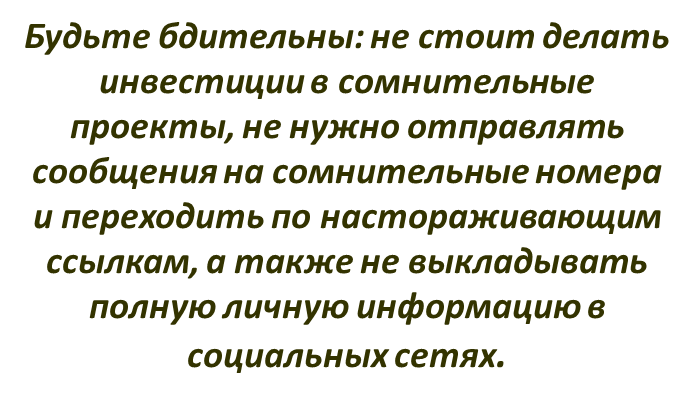 Будьте бдительны: не стоит делать
инвестиции в сомнительные
проекты, не нужно отправлять
сообщения на сомнительные номера
и переходить по настораживающим
ссылкам, а также не выкладывать
полную личную информацию в
социальных сетях.